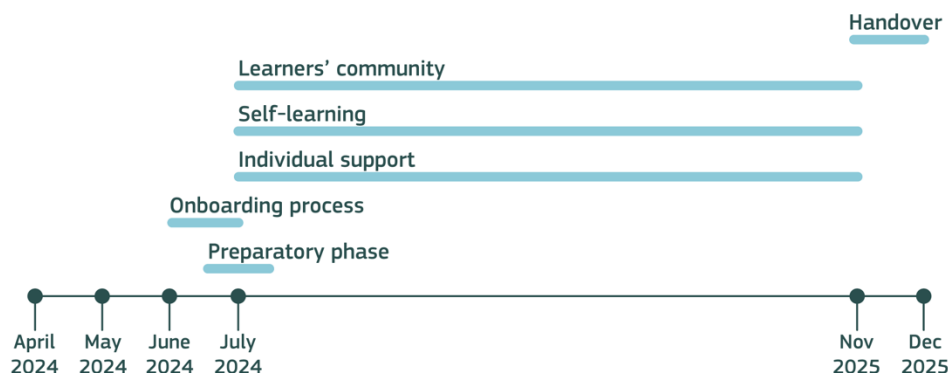 Handover
Learners’ community
Self-learning
Individual support
Onboarding process
Preparatory phase
April
2024
May
2024
June
2024
July
2024
Nov
2025
Dec
2025